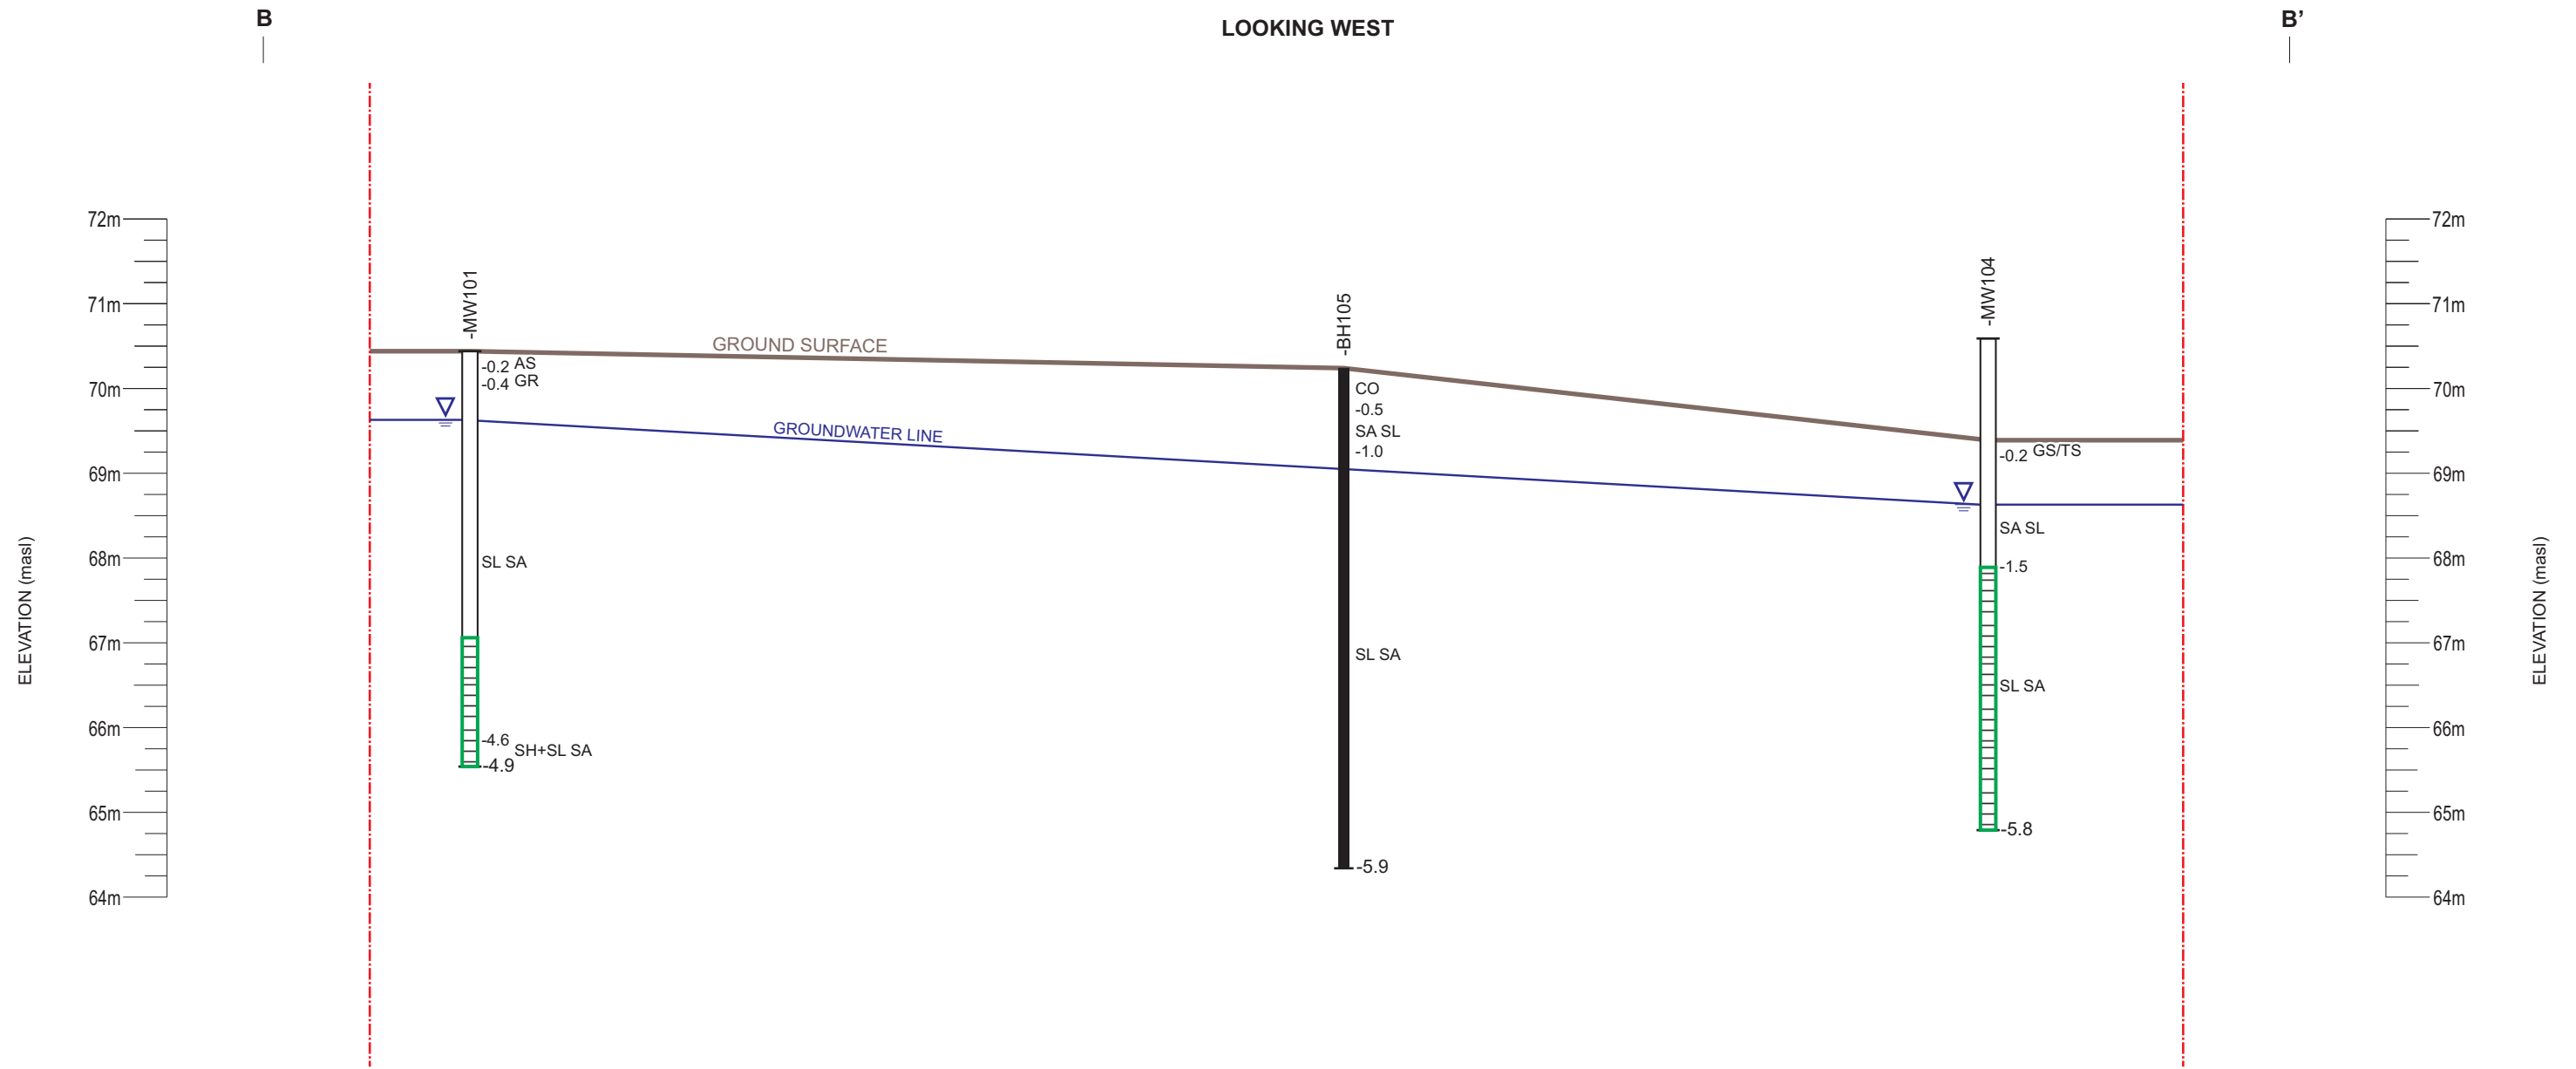 B
LOOKING WEST
B’
72m
71m
70m
69m
68m
67m
66m
65m
64m
ELEVATION (masl)
-MW101
-0.2 AS
-0.4 GR
SL SA
-4.6 SH+SL SA
-4.9
GROUND SURFACE
GROUNDWATER LINE
-BH105
CO
-0.5
SA SL
-1.0
SL SA
-5.9
-MW104
-0.2 GS/TS
SA SL
-1.5
SL SA
-5.8
72m
71m
70m
69m
68m
67m
66m
65m
64m
ELEVATION (masl)